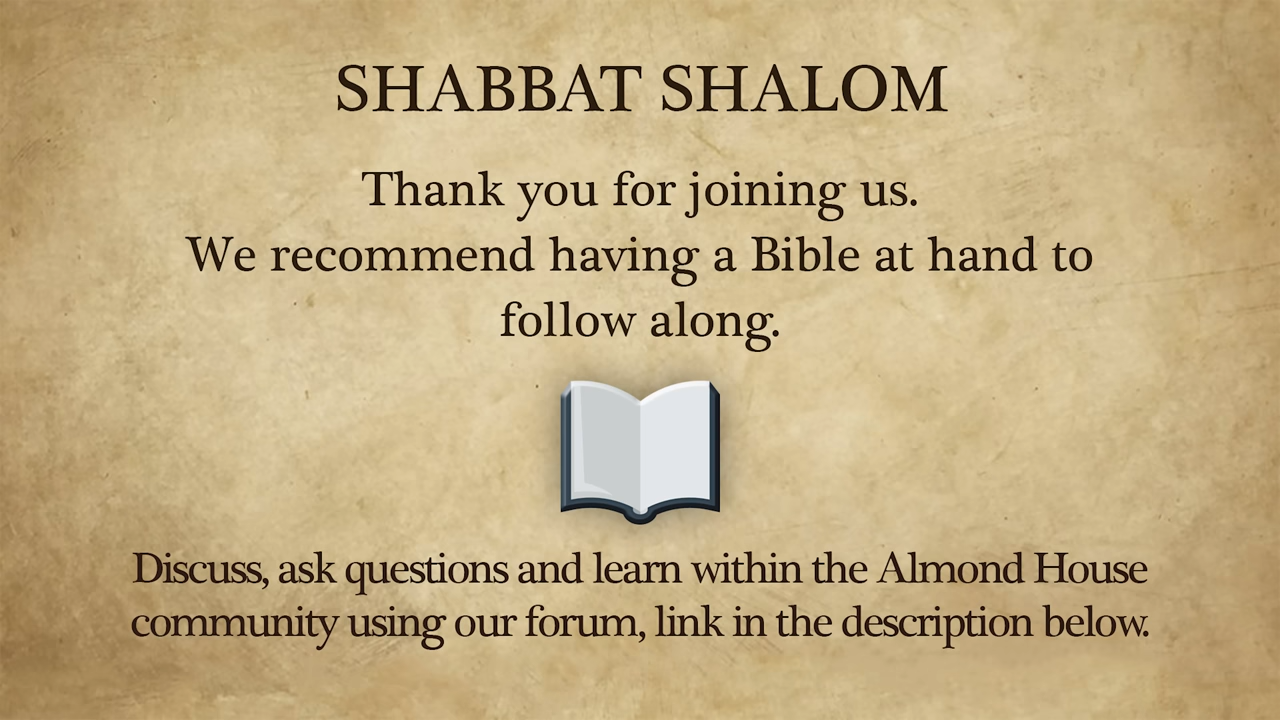 SHABBAT SHALOM
Thank you for joining us.
We recommend having a Bible at hand to
follow along.
Discuss, ask questions and learn within the Almond House
community using our forum, link in the description below.